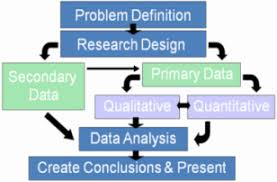 Problem Definition
Research Design
Secondary
Data
Primary Data
Qualitative
Quantitative
Data Analysis
Create Conclusions & Present